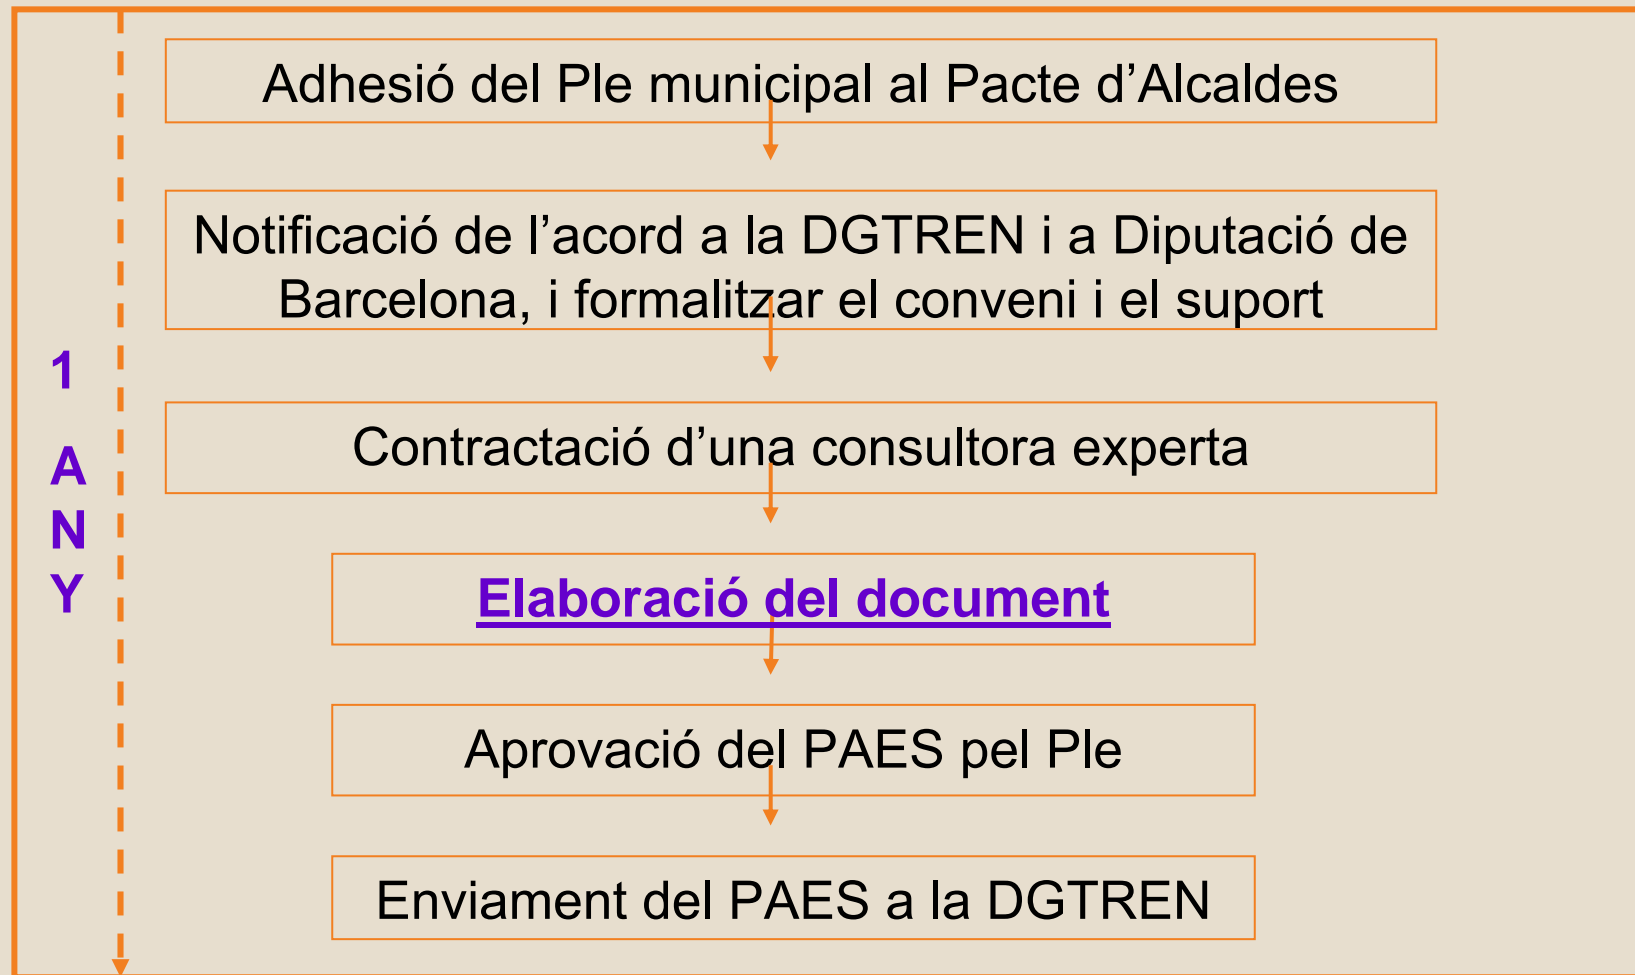 Adhesió del Ple municipal al Pacte d’Alcaldes
Notificació de l’acord a la DGTREN i a Diputació de
Barcelona, i formalitzar el conveni i el suport
1
A
N
Y
Contractació d’una consultora experta
Elaboració del document
Aprovació del PAES pel Ple
Enviament del PAES a la DGTREN